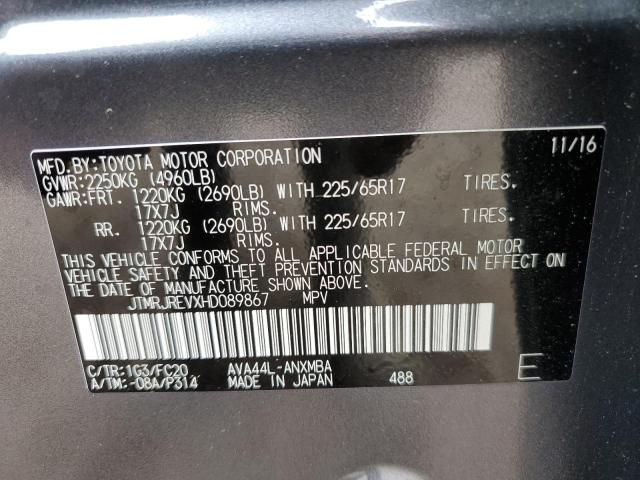 11/16
MFD.BY:TOYOTA MOTOR CORPORATION
GVWR:2250KG (4960LB)
GAWR:FRT. 1220KG (2690LB) WITH 225/65R17 TIRES.
17X7J RIMS.
RR. 1220KG (2690LB) WITH 225/65R17 TIRES.
17X7J RIMS.
THIS VEHICLE CONFORMS TO ALL APPLICABLE FEDERAL MOTOR
VEHICLE SAFETY AND THEFT PREVENTION STANDARDS IN EFFECT ON
THE DATE OF MANUFACTURE SHOWN ABOVE.
JTMRJREVXHD089867 MPV
C/TR:1G3/FC20 AVA44L-ANXMBA
A/TM:-08A/P314 MADE IN JAPAN 488 E